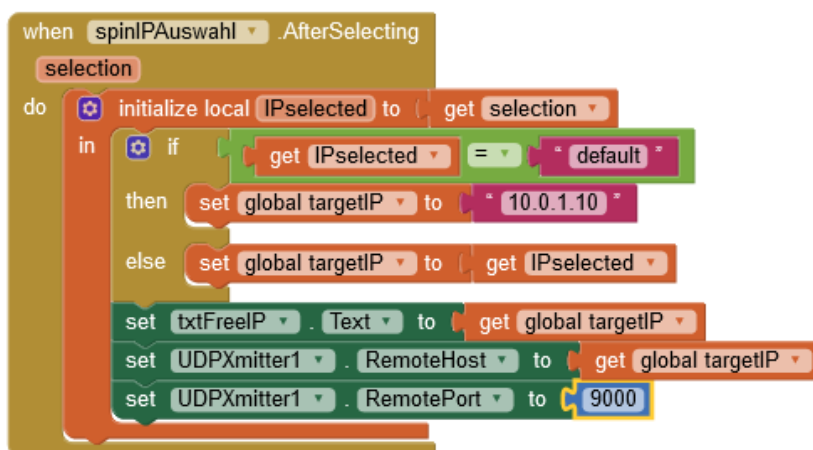 when spinIPAuswahl .AfterSelecting
selection
do initialize local IPselected to get selection
in if get IPselected = " default "
then set global targetIP to " 10.0.1.10 "
else set global targetIP to get IPselected
set txtFreeIP . Text to get global targetIP
set UDPXmitter1 . RemoteHost to get global targetIP
set UDPXmitter1 . RemotePort to 9000